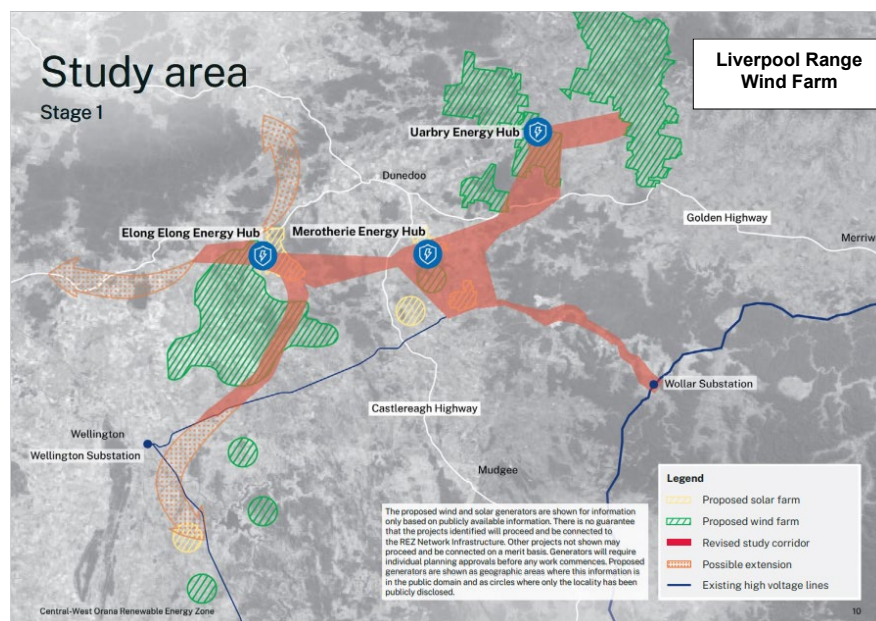 Study area
Stage 1
Liverpool Range
Wind Farm
Uarbry Energy Hub
Dunedoo
Golden Highway
Elong Elong Energy Hub
Merotherie Energy Hub
Merriw
Wollar Substation
Castlereagh Highway
Wellington
Wellington Substation
Mudgee
Legend
Proposed solar farm
Proposed wind farm
Revised study corridor
Possible extension
Existing high voltage lines
The proposed wind and solar generators are shown for information
only based on publicly available information. There is no guarantee
that the projects identified will proceed and be connected to
the REZ Network Infrastructure. Other projects not shown may
proceed and be connected on a merit basis. Generators will require
individual planning approvals before any work commences. Proposed
generators are shown as geographic areas where this information is
in the public domain and as circles where only the locality has been
publicly disclosed.
Central-West Orana Renewable Energy Zone
10